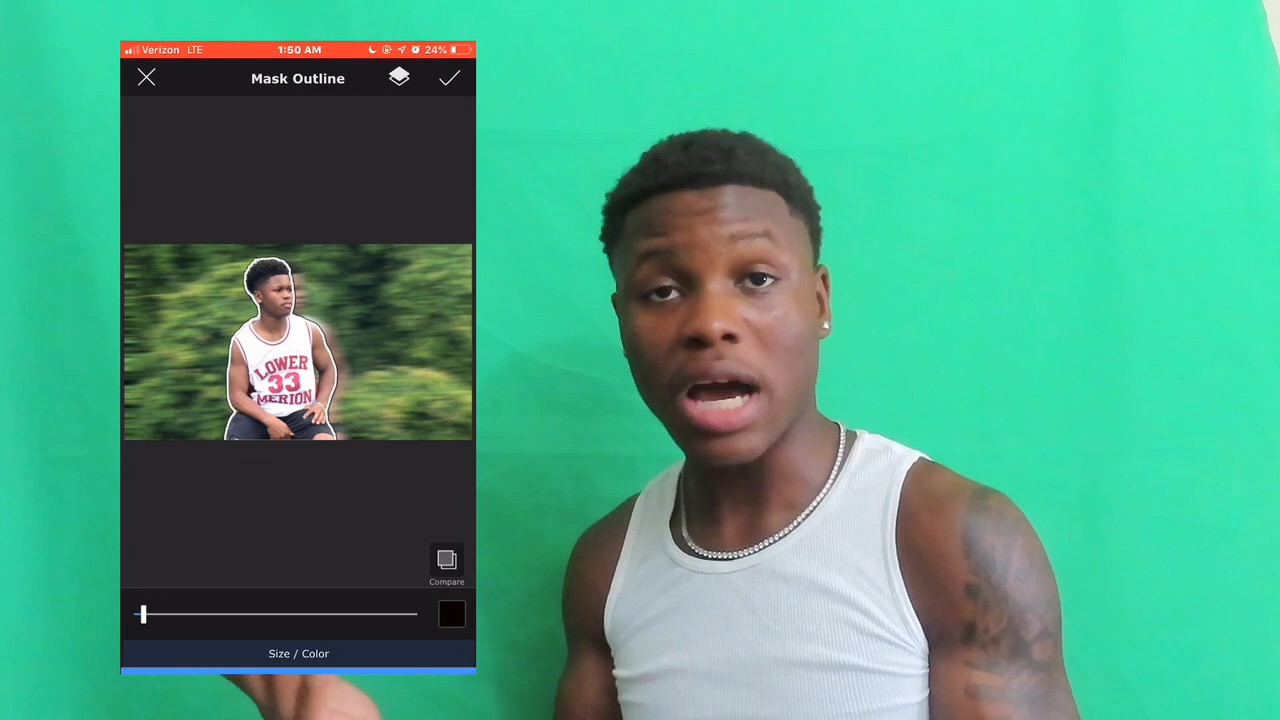 Verizon LTE 1:50 AM 24%
Mask Outline
LOWER
33
MERION
Compare
Size / Color